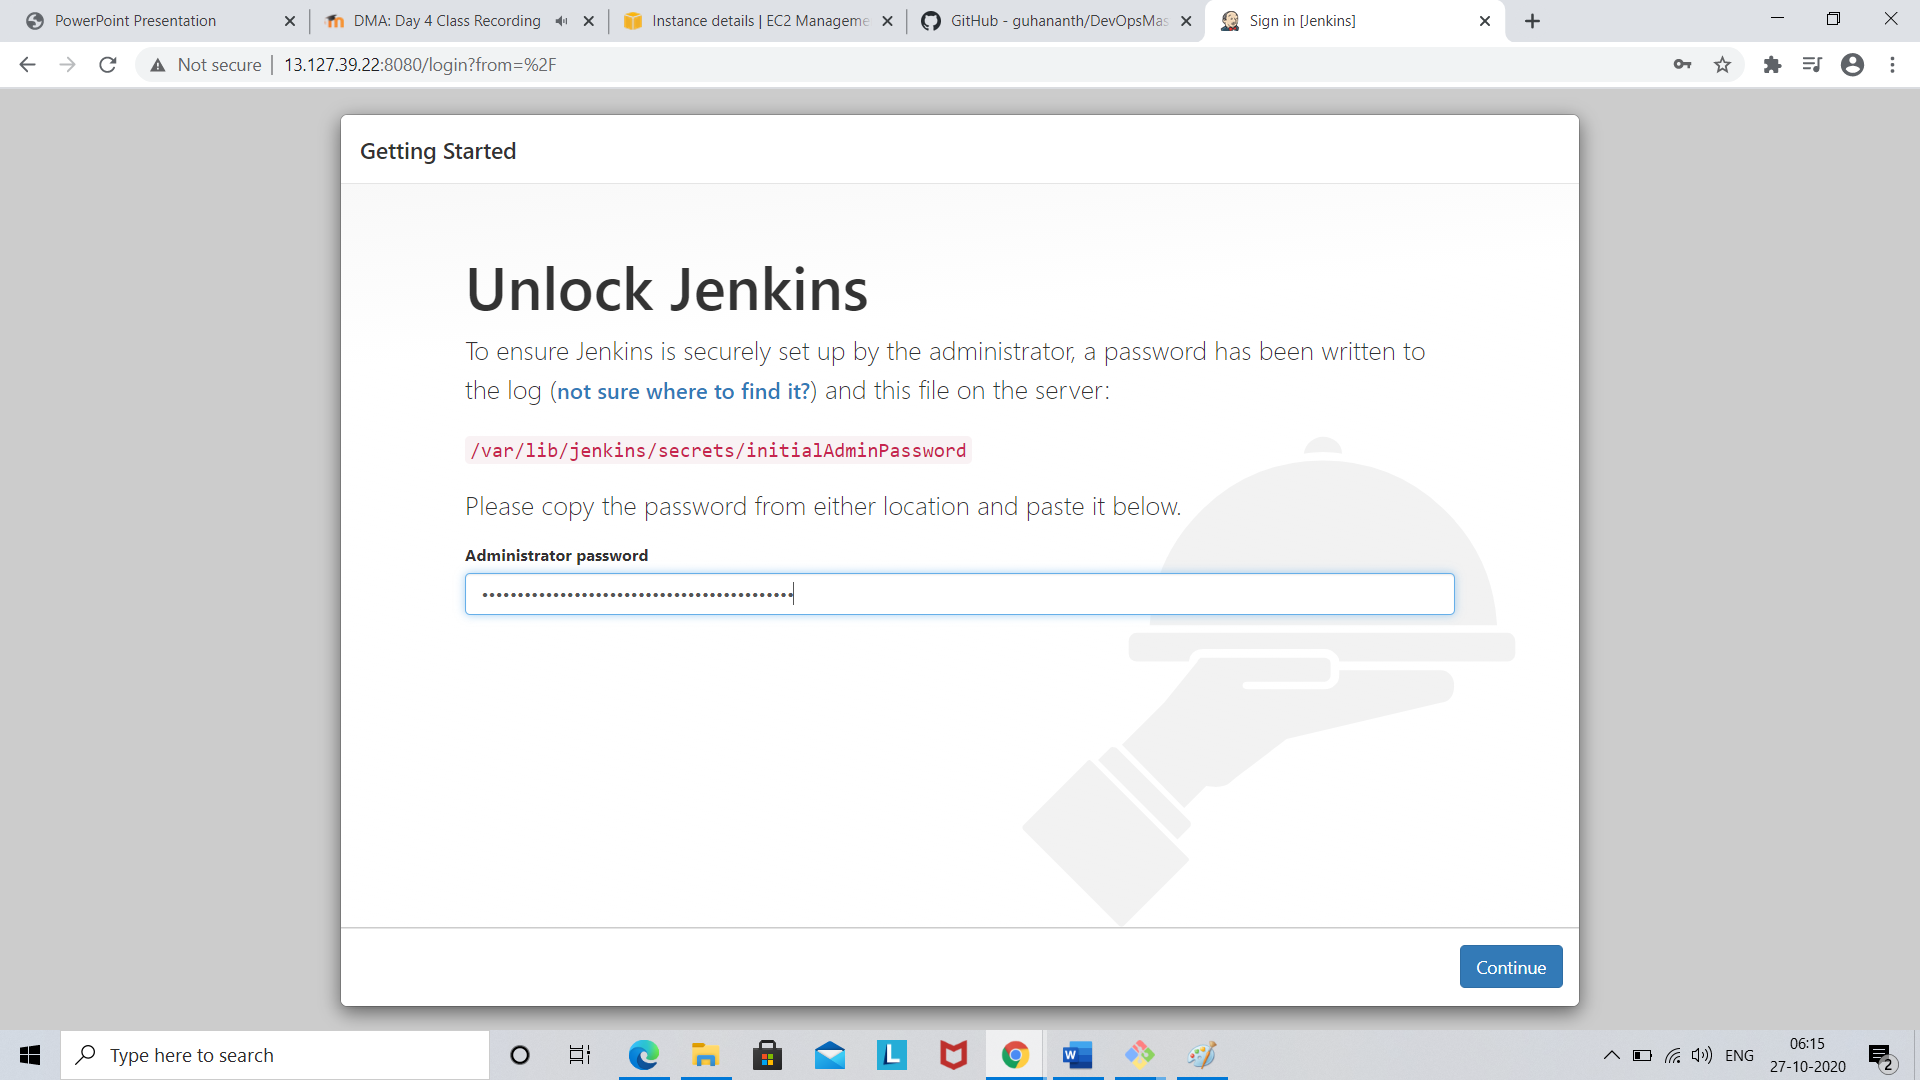 PowerPoint Presentation
DMA: Day 4 Class Recording
Instance details | EC2 Manageme
GitHub - guhananth/DevOpsMas
Sign in [Jenkins]
Not secure | 13.127.39.22:8080/login?from=%2F
Getting Started
Unlock Jenkins
To ensure Jenkins is securely set up by the administrator, a password has been written to
the log (not sure where to find it?) and this file on the server:
/var/lib/jenkins/secrets/initialAdminPassword
Please copy the password from either location and paste it below.
Administrator password
Continue
Type here to search
L
W
ENG
06:15
27-10-2020
2